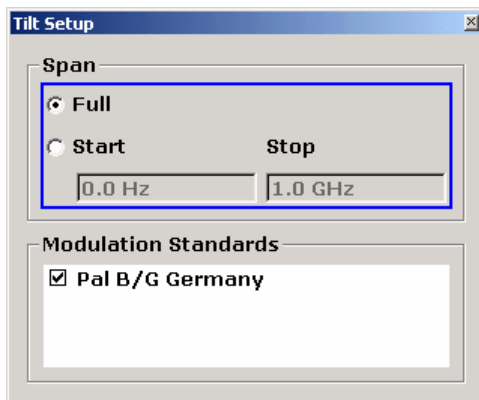 Tilt Setup
Span
Full
Start Stop
0.0 Hz 1.0 GHz
Modulation Standards
Pal B/G Germany